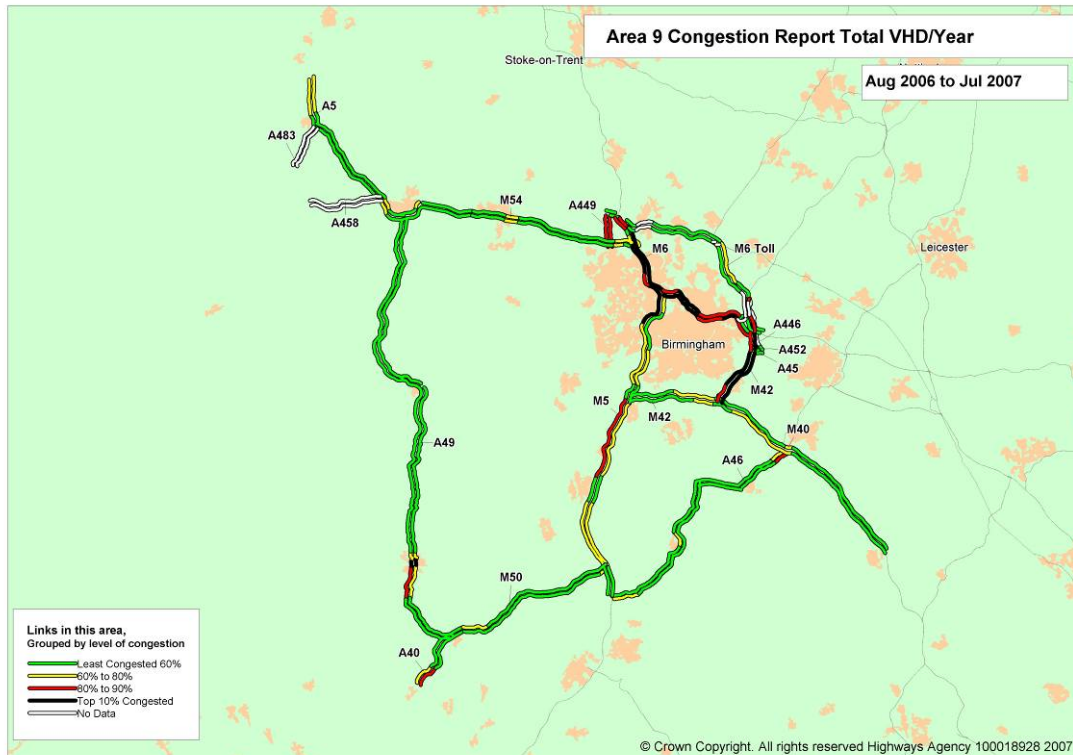 Area 9 Congestion Report Total VHD/Year
Stoke-on-Trent
Aug 2006 to Jul 2007
A5
A483
A458
M54
A449
M6
M6 Toll
Leicester
A446
Birmingham
A452
A45
M42
M5
M42
M40
A49
A46
M50
A40
Links in this area,
Grouped by level of congestion
Least Congested 60%
60% to 80%
80% to 90%
Top 10% Congested
No Data
© Crown Copyright. All rights reserved Highways Agency 100018928 2007